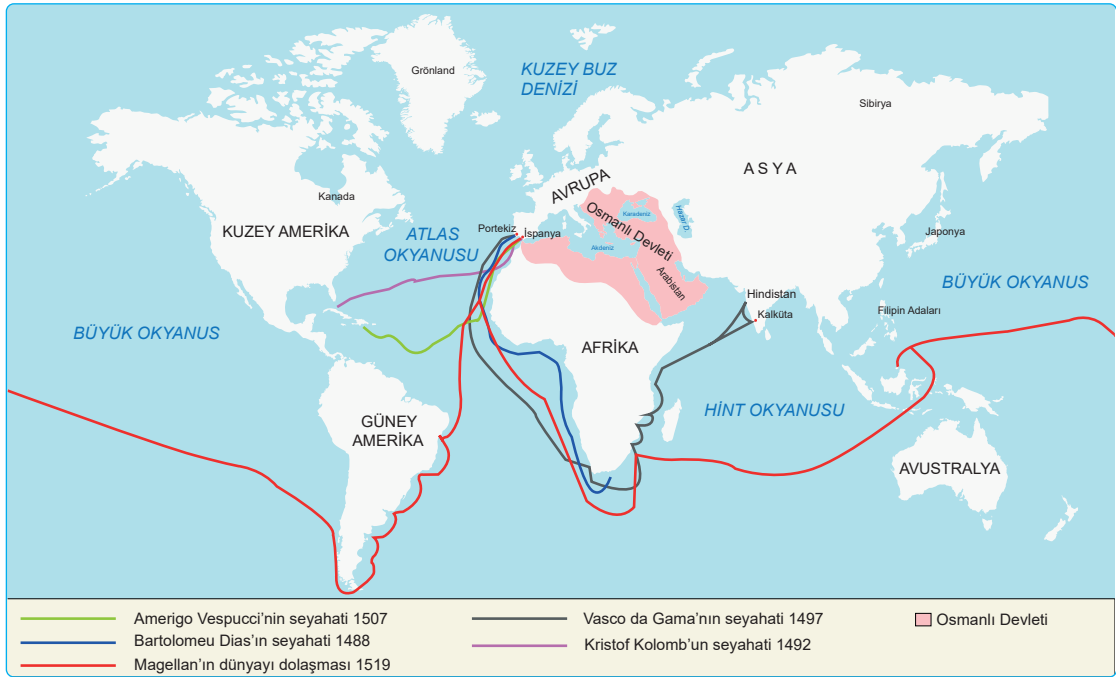 Grönland
KUZEY BUZ
DENİZİ
Sibirya
ASYA
AVRUPA
Kanada
KUZEY AMERİKA
ATLAS
OKYANUSU
Portekiz
İspanya
Osmanlı Devleti
Karadeniz
Hazar D.
Akdeniz
Arabistan
Japonya
BÜYÜK OKYANUS
Hindistan
Kalküta
Filipin Adaları
BÜYÜK OKYANUS
AFRİKA
HİNT OKYANUSU
GÜNEY
AMERİKA
AVUSTRALYA
Amerigo Vespucci'nin seyahati 1507
Bartolomeu Dias'ın seyahati 1488
Magellan'ın dünyayı dolaşması 1519
Vasco da Gama'nın seyahati 1497
Kristof Kolomb'un seyahati 1492
Osmanlı Devleti